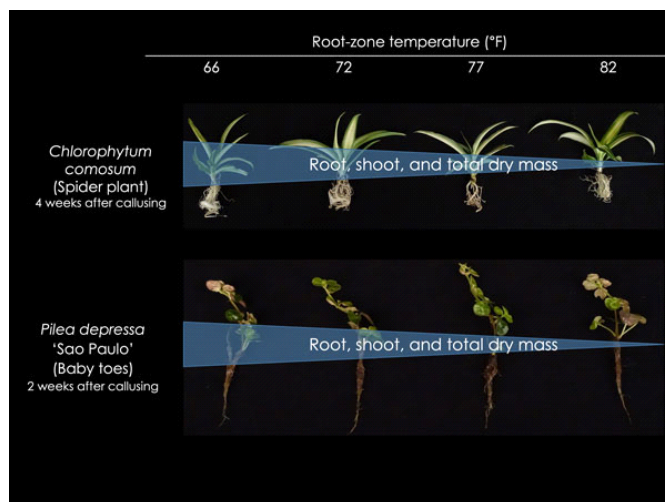 Root-zone temperature (°F)
66 72 77 82
Chlorophytum
comosum
(Spider plant)
4 weeks after callusing
Root, shoot, and total dry mass
Pilea depressa
‘Sao Paulo’
(Baby toes)
2 weeks after callusing
Root, shoot, and total dry mass